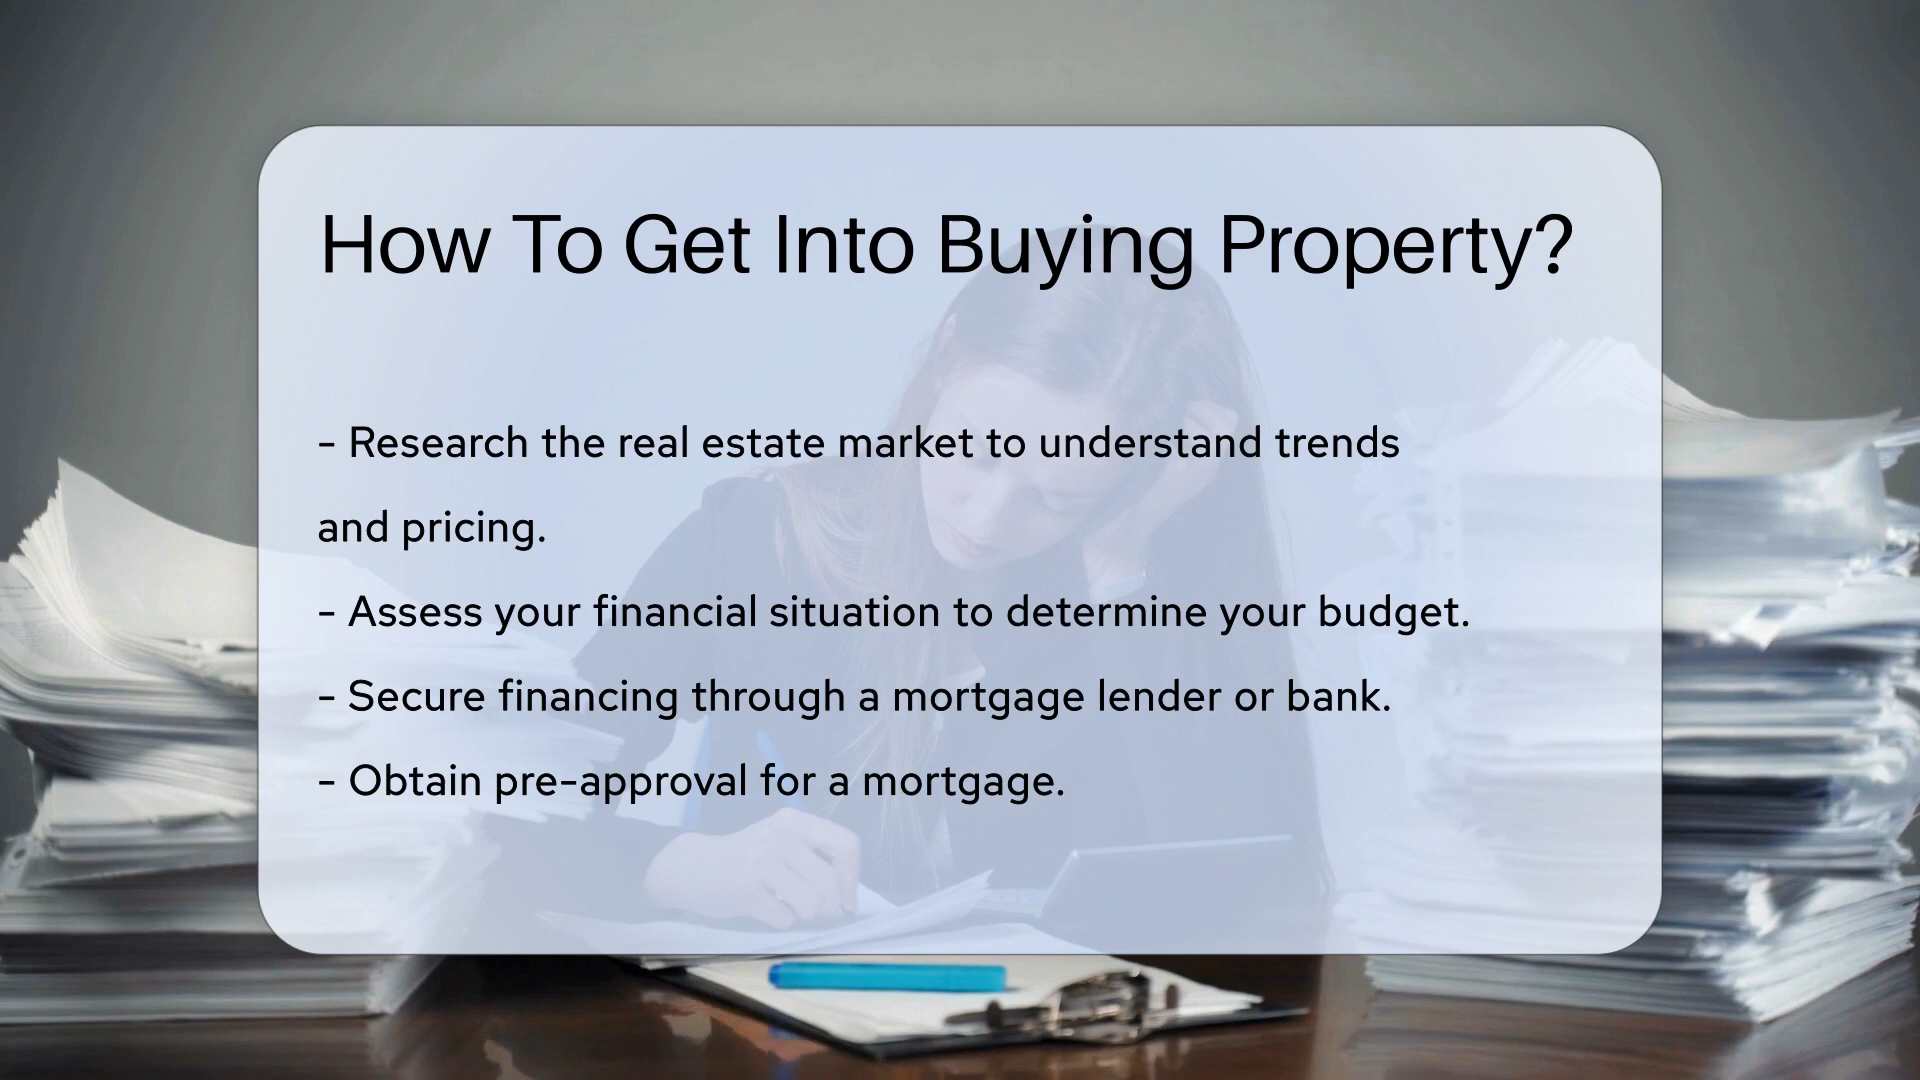 How To Get Into Buying Property?
- Research the real estate market to understand trends
and pricing.
- Assess your financial situation to determine your budget.
- Secure financing through a mortgage lender or bank.
- Obtain pre-approval for a mortgage.